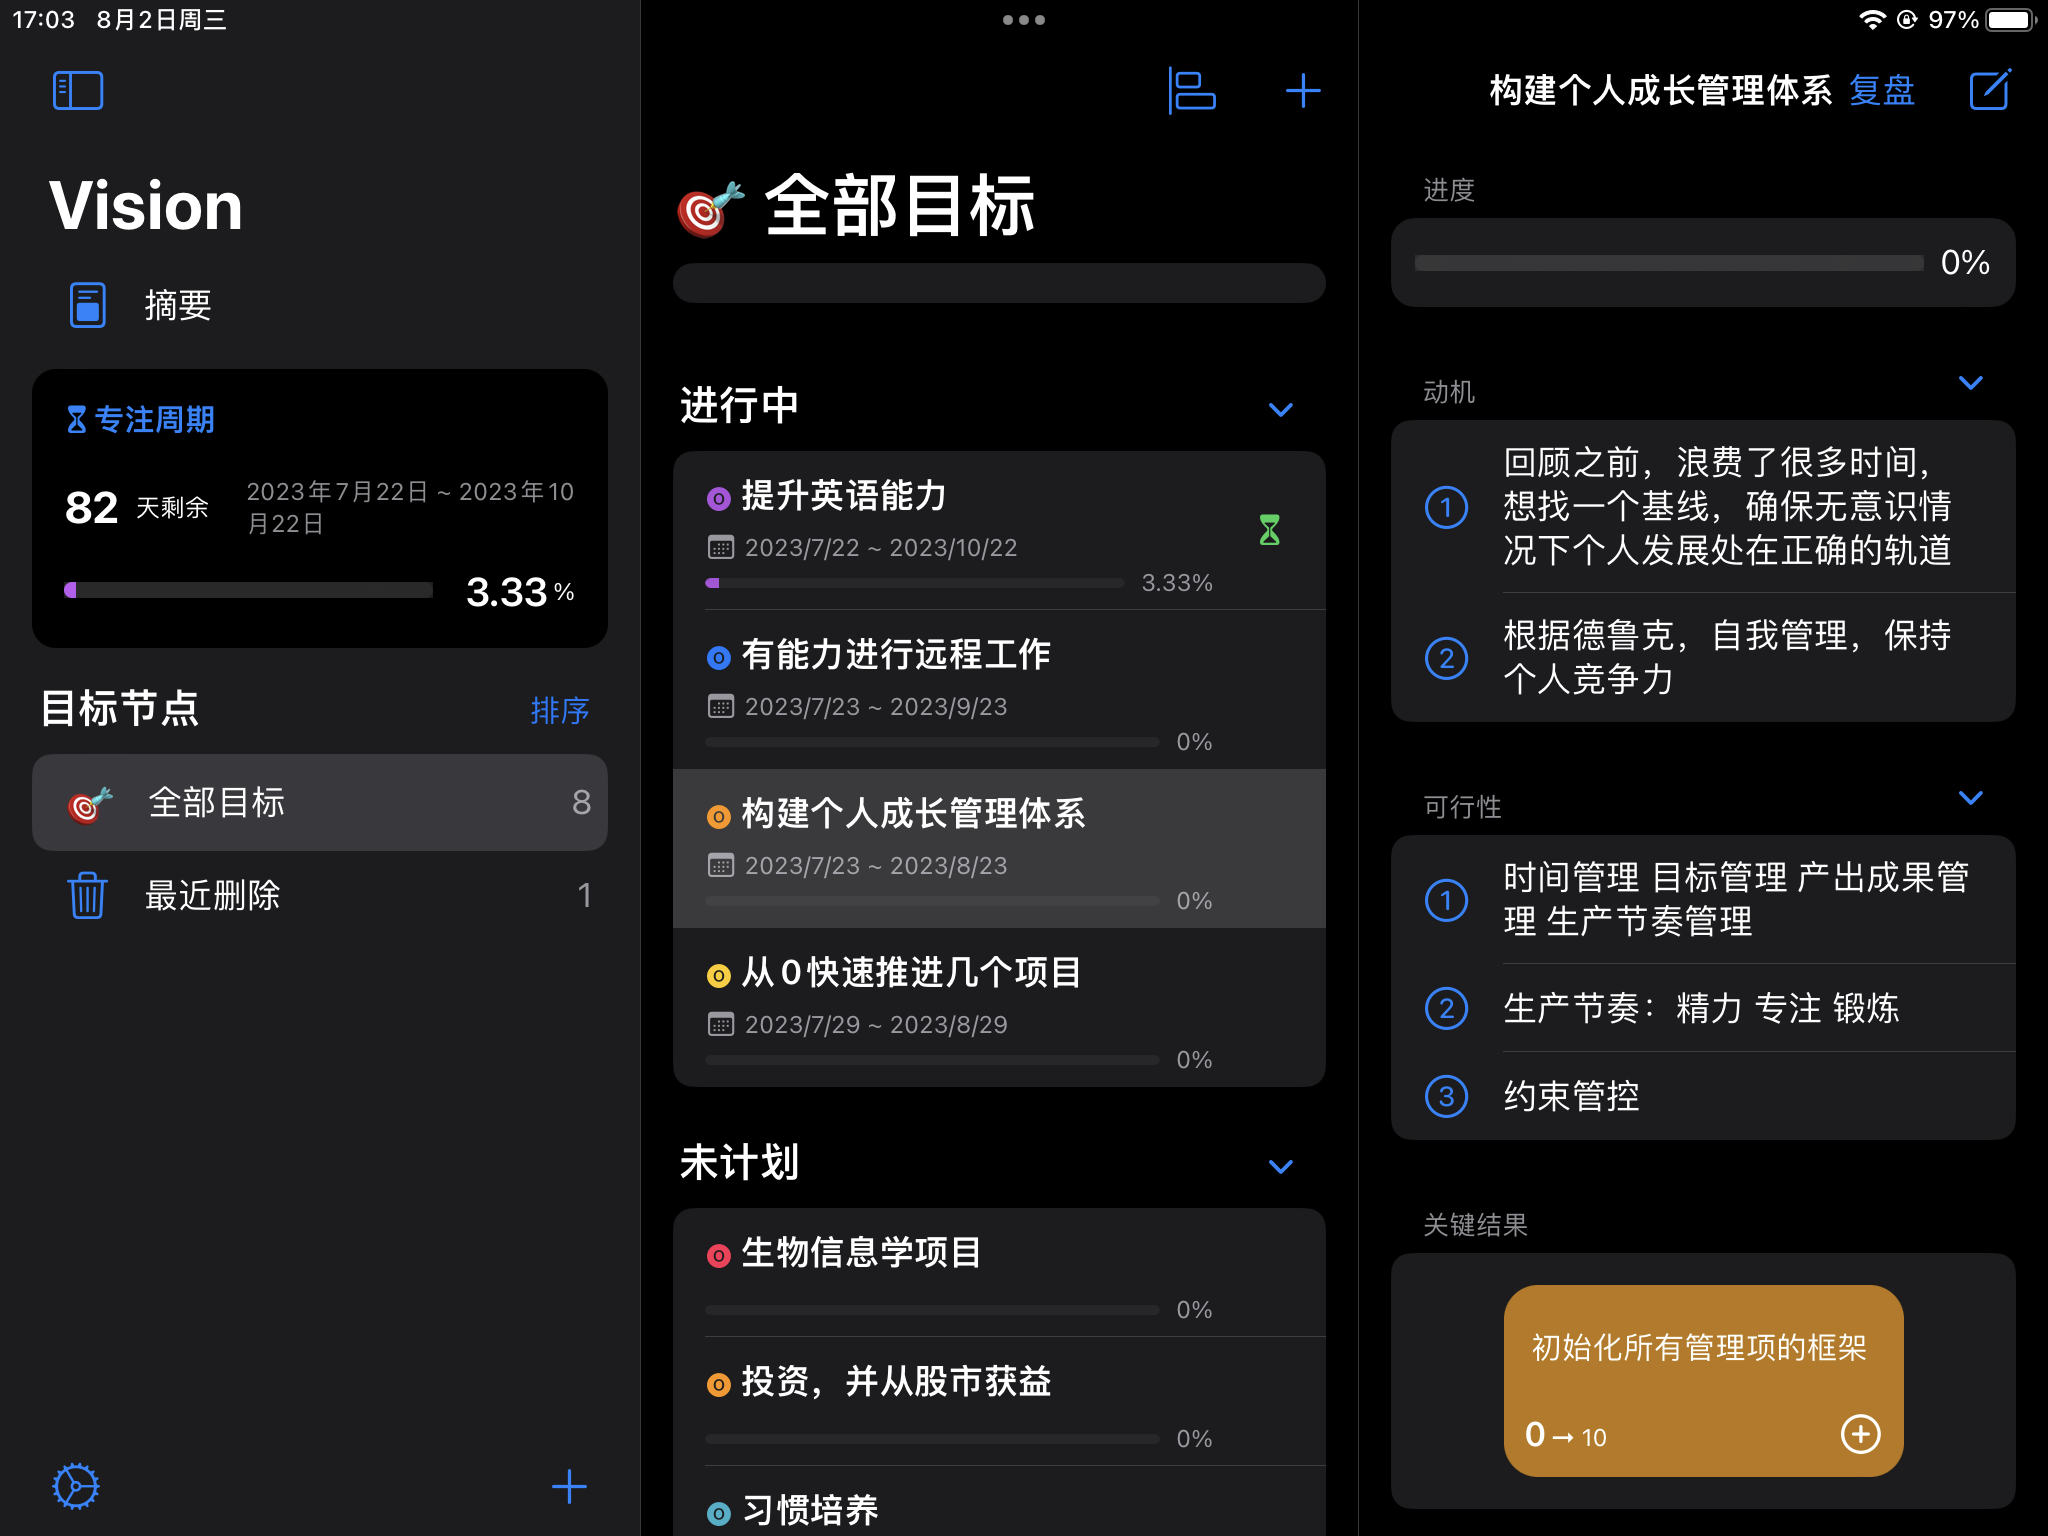 17:03 8月2日周三
97%
Vision
摘要
专注周期
82 天剩余
2023年7月22日 ~ 2023年10
月22日
3.33 %
目标节点
排序
全部目标 8
最近删除 1
全部目标
进行中
O 提升英语能力
2023/7/22 ~ 2023/10/22
3.33%
O 有能力进行远程工作
2023/7/23 ~ 2023/9/23
0%
O 构建个人成长管理体系
2023/7/23 ~ 2023/8/23
0%
O 从0快速推进几个项目
2023/7/29 ~ 2023/8/29
0%
未计划
O 生物信息学项目
0%
O 投资，并从股市获益
0%
O 习惯培养
构建个人成长管理体系 复盘
进度
0%
动机
1 回顾之前，浪费了很多时间，
想找一个基线，确保无意识情
况下个人发展处在正确的轨道
2 根据德鲁克，自我管理，保持
个人竞争力
可行性
1 时间管理 目标管理 产出成果管
理 生产节奏管理
2 生产节奏：精力 专注 锻炼
3 约束管控
关键结果
初始化所有管理项的框架
0 → 10